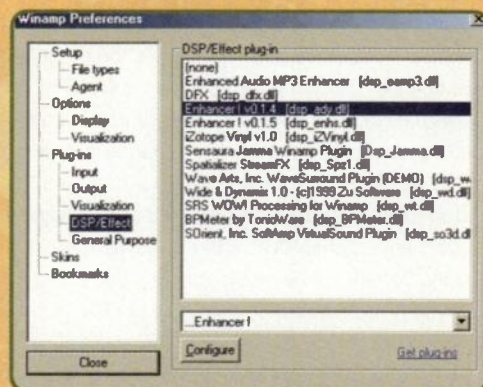 Winamp Preferences
Setup
File types
Agent
Options
Display
Visualization
Plug-ins
Input
Output
Visualization
DSP/Effect
General Purpose
Skins
Bookmarks
Close
DSP/Effect plug-in
(none)
Enhanced Audio MP3 Enhancer [dsp_eamp3.dll]
DFX [dsp_dfx.dll]
Enhancer! v0.1.4 [dsp_ady.dll]
Enhancer! v0.1.5 [dsp_enhs.dll]
iZotope Vinyl v1.0 [dsp_iZVinyl.dll]
Sensaura Jamma Winamp Plugin [Dsp_Jamma.dll]
Spatializer StreamFX [dsp_Spz1.dll]
Wave Arts, Inc. WaveSurround Plugin (DEMO) [dsp_w
Wide & Dynamix 1.0 - (c)1999 Zu Software [dsp_wd.dll]
SRS WOW! Processing for Winamp [dsp_wt.dll]
BPMeter by TonioWare [dsp_BPMeter.dll]
SOrient, Inc. SoftAmp VirtualSound Plugin [dsp_so3d.dll
...Enhancer!
Configure
Get plug-ins